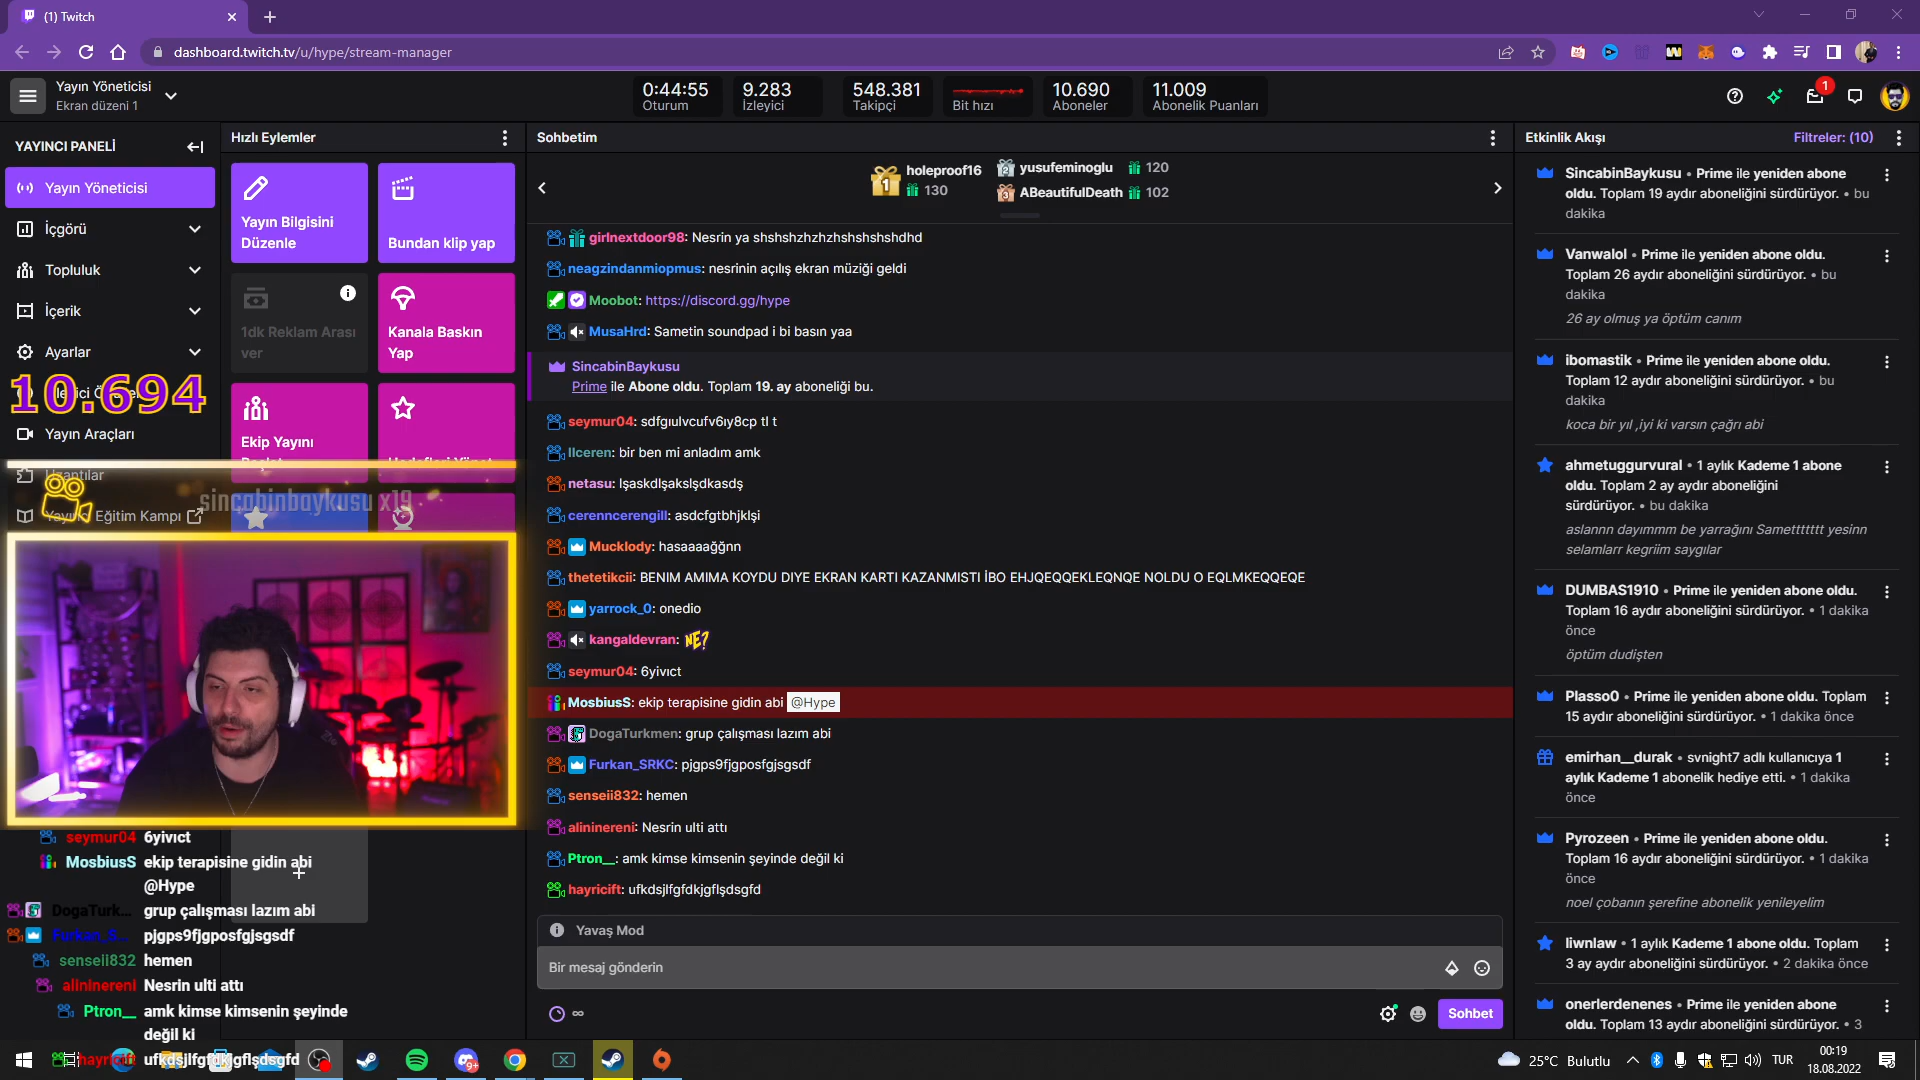 (1) Twitch
dashboard.twitch.tv/u/hype/stream-manager
Yayın Yöneticisi
Ekran düzeni 1
0:44:55
Oturum
9.283
İzleyici
548.381
Takipçi
Bit hızı
10.690
Aboneler
11.009
Abonelik Puanları
1
YAYINCI PANELİ
Yayın Yöneticisi
İçgörü
Topluluk
İçerik
Ayarlar
10.694
Yayın Araçları
Uzantılar
sincabinbaykusu x19
Eğitim Kampı
Hızlı Eylemler
Yayın Bilgisini
Düzenle
Bundan klip yap
1dk Reklam Arası
ver
Kanala Baskın
Yap
Ekip Yayını
seymur04 6yivıct
MosbiusS ekip terapisine gidin abi
@Hype
DogaTurk... grup çalışması lazım abi
Furkan_S... pjgps9fjgposfgjsgsdf
senseii832 hemen
alininereni Nesrin ulti attı
Ptron__ amk kimse kimsenin şeyinde
değil ki
hayricift ufkdsjlfgfdkjgflşdsgfd
Sohbetim
1 holeproof16
130
2 yusufeminoglu 120
3 ABeautifulDeath 102
girlnextdoor98: Nesrin ya shshshzhzhzhshshshshdhd
neagzindanmiopmus: nesrinin açılış ekran müziği geldi
Moobot: https://discord.gg/hype
MusaHrd: Sametin soundpad i bi basın yaa
SincabinBaykusu
Prime ile Abone oldu. Toplam 19. ay aboneliği bu.
seymur04: sdfgıulvcufv6ıy8cp tl t
llceren: bir ben mi anladım amk
netasu: lşaskdlşakslşdkasdş
cerenncerengill: asdcfgtbhjklşi
Mucklody: hasaaaağğnn
thetetikcii: BENIM AMIMA KOYDU DIYE EKRAN KARTI KAZANMISTI İBO EHJQEQQEKLEQNQE NOLDU O EQLMKEQQEQE
yarrock_0: onedio
kangaldevran: NE?
seymur04: 6yivıct
MosbiusS: ekip terapisine gidin abi @Hype
DogaTurkmen: grup çalışması lazım abi
Furkan_SRKC: pjgps9fjgposfgjsgsdf
senseii832: hemen
alininereni: Nesrin ulti attı
Ptron__: amk kimse kimsenin şeyinde değil ki
hayricift: ufkdsjlfgfdkjgflşdsgfd
Yavaş Mod
Bir mesaj gönderin
∞
Sohbet
Etkinlik Akışı
Filtreler: (10)
SincabinBaykusu • Prime ile yeniden abone
oldu. Toplam 19 aydır aboneliğini sürdürüyor. • bu
dakika
Vanwalol • Prime ile yeniden abone oldu.
Toplam 26 aydır aboneliğini sürdürüyor. • bu
dakika
26 ay olmuş ya öptüm canım
ibomastik • Prime ile yeniden abone oldu.
Toplam 12 aydır aboneliğini sürdürüyor. • bu
dakika
koca bir yıl ,iyi ki varsın çağrı abi
ahmetuggurvural • 1 aylık Kademe 1 abone
oldu. Toplam 2 ay aydır aboneliğini
sürdürüyor. • bu dakika
aslannn dayımmm be yarrağını Sametttttt yesinn
selamlarr kegriim saygılar
DUMBAS1910 • Prime ile yeniden abone oldu.
Toplam 16 aydır aboneliğini sürdürüyor. • 1 dakika
önce
öptüm dudişten
Plasso0 • Prime ile yeniden abone oldu. Toplam
15 aydır aboneliğini sürdürüyor. • 1 dakika önce
emirhan__durak • svnight7 adlı kullanıcıya 1
aylık Kademe 1 abonelik hediye etti. • 1 dakika
önce
Pyrozeen • Prime ile yeniden abone oldu.
Toplam 16 aydır aboneliğini sürdürüyor. • 1 dakika
önce
noel çobanın şerefine abonelik yenileyelim
liwnlaw • 1 aylık Kademe 1 abone oldu. Toplam
3 ay aydır aboneliğini sürdürüyor. • 2 dakika önce
onerlerdenenes • Prime ile yeniden abone
oldu. Toplam 13 aydır aboneliğini sürdürüyor. • 3
25°C Bulutlu
TUR
00:19
18.08.2022